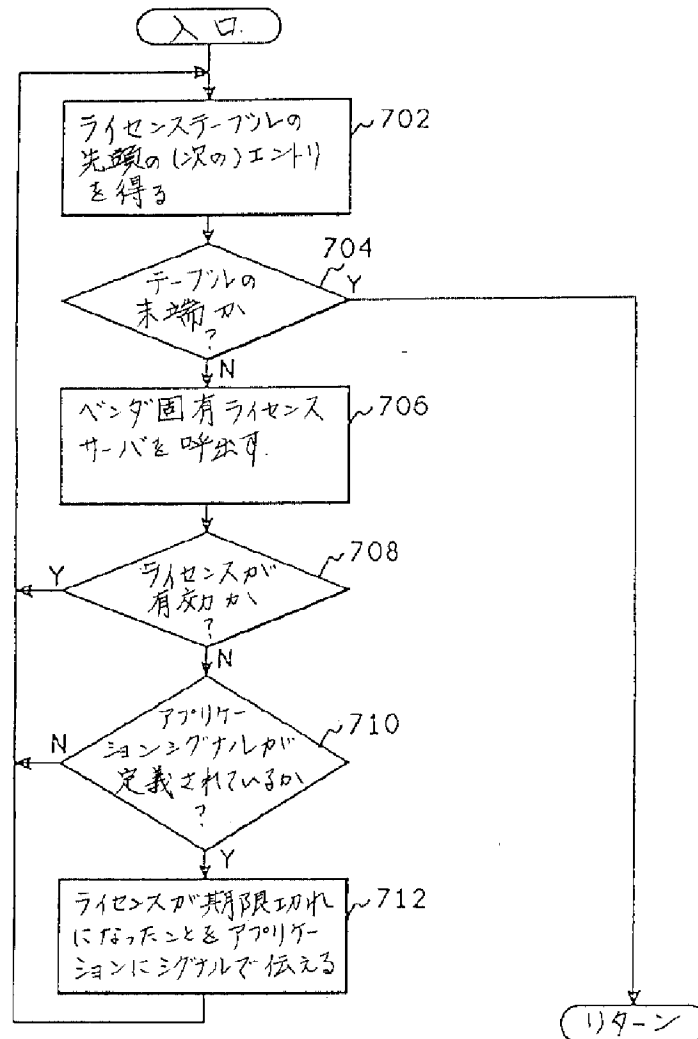 入口
ライセンステーブルの
先頭の(次の)エントリ
を得る
702
704
テーブルの
末端か
?
Y
N
ベンダ固有ライセンス
サーバを呼出す.
706
708
ライセンスが
有効か
?
Y
N
710
アプリケー
ションシグナルが
定義されているか
?
N
Y
ライセンスが期限切れ
になったことをアプリケー
ションにシグナルで伝える
712
リターン